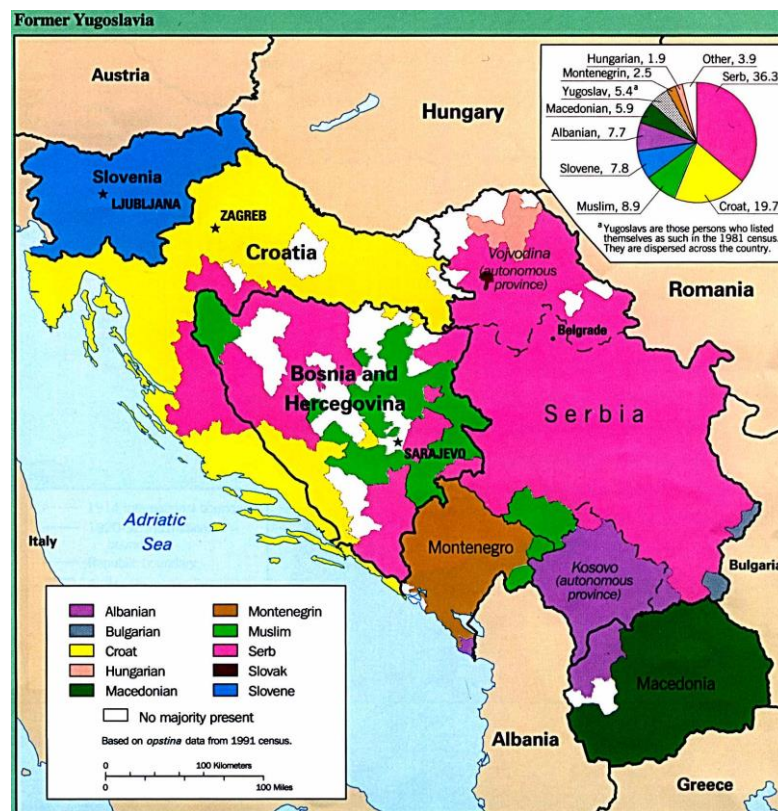 Former Yugoslavia
Austria
Hungary
Hungarian, 1.9
Other, 3.9
Montenegrin, 2.5
Serb, 36.3
Yugoslav, 5.4ᵃ
Macedonian, 5.9
Albanian, 7.7
Slovene, 7.8
Muslim, 8.9
Croat, 19.7
ᵃ Yugoslavs are those persons who listed
themselves as such in the 1981 census.
They are dispersed across the country.
Slovenia
LJUBLJANA
ZAGREB
Croatia
Vojvodina
(autonomous
province)
Romania
Belgrade
Bosnia and
Hercegovina
Serbia
SARAJEVO
Adriatic
Sea
Italy
Montenegro
Kosovo
(autonomous
province)
Bulgaria
Macedonia
Albania
Greece
Albanian
Bulgarian
Croat
Hungarian
Macedonian
Montenegrin
Muslim
Serb
Slovak
Slovene
No majority present
Based on opstina data from 1991 census.
0 100 Kilometers
0 100 Miles